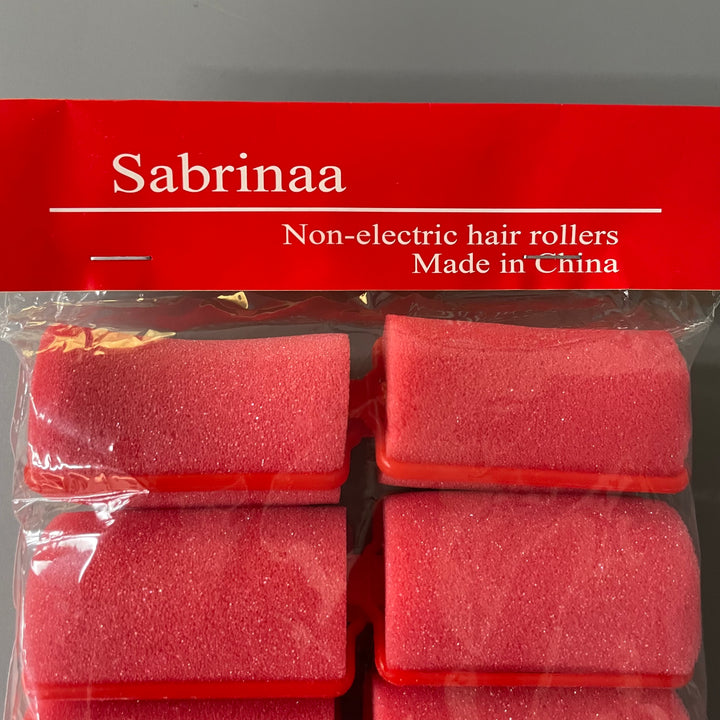 Sabrinaa
Non-electric hair rollers
Made in China